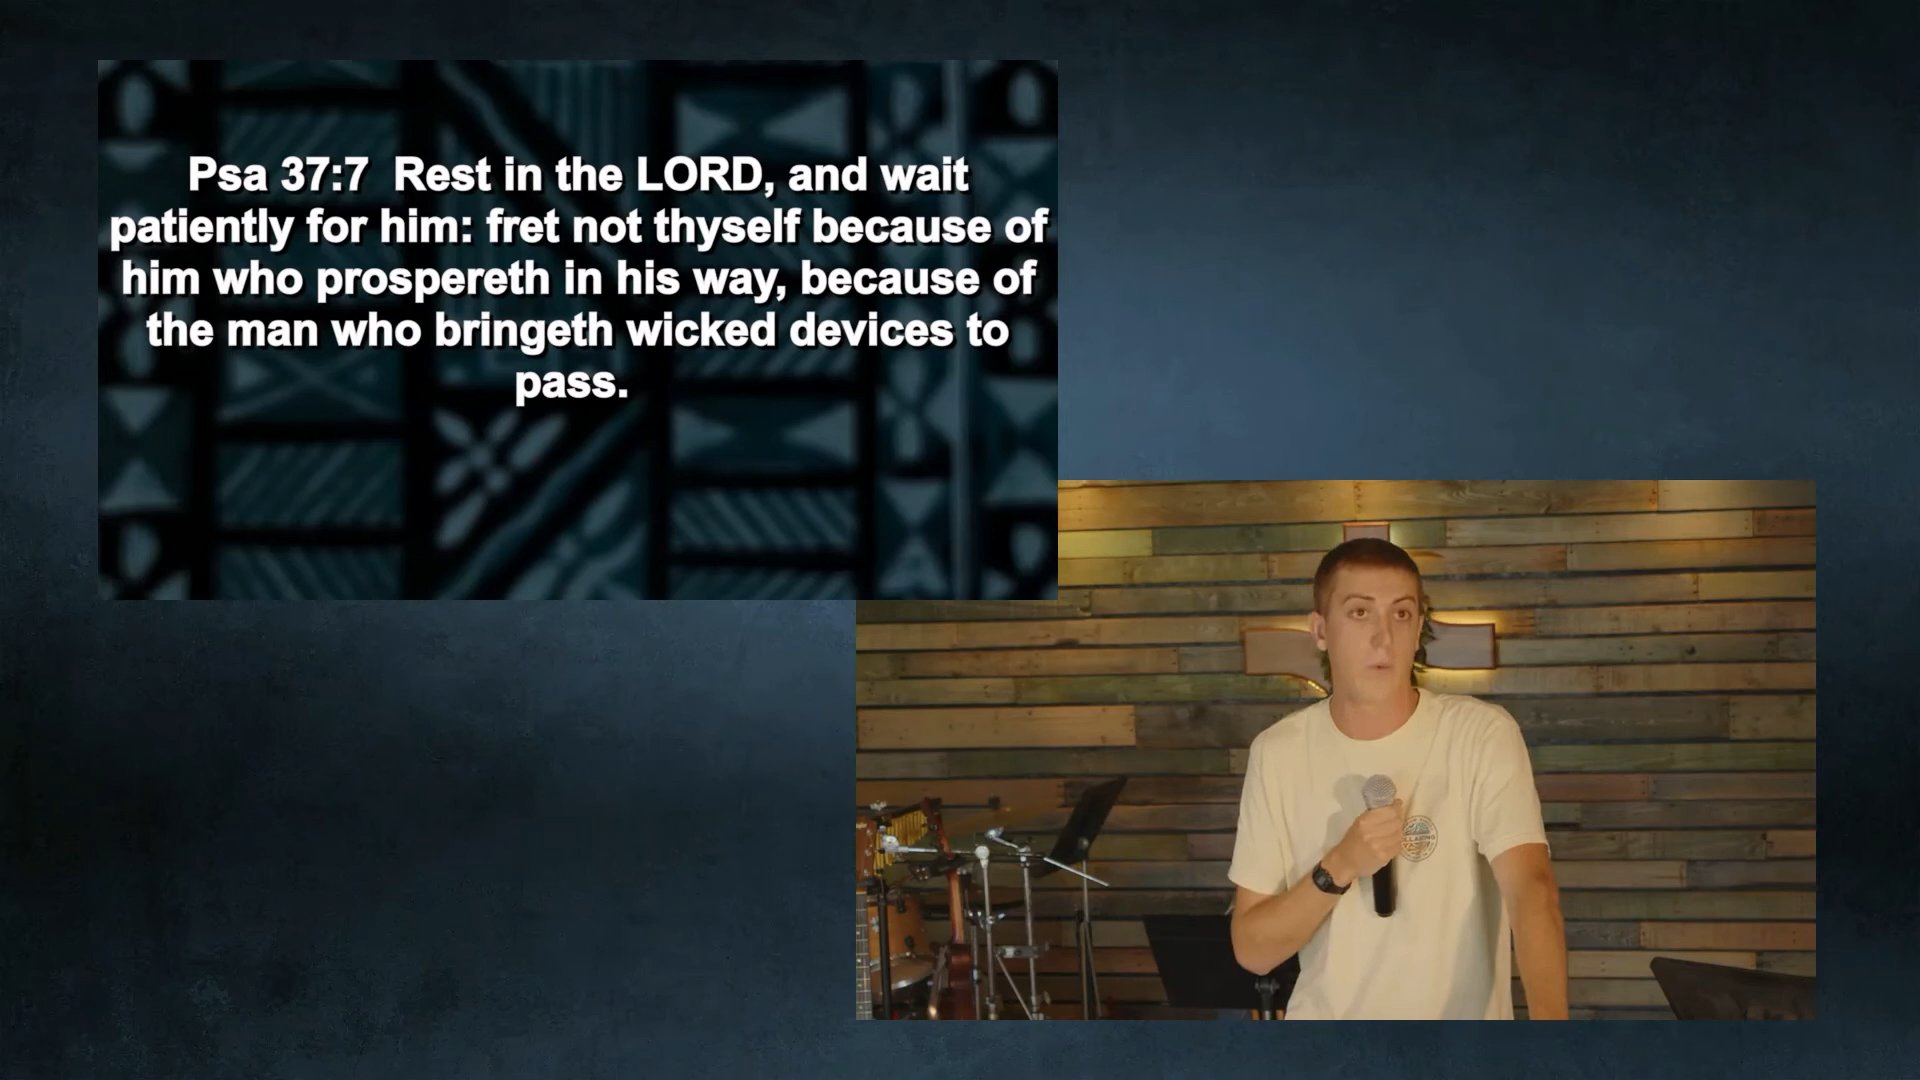 Psa 37:7  Rest in the LORD, and wait
patiently for him: fret not thyself because of
him who prospereth in his way, because of
the man who bringeth wicked devices to
pass.